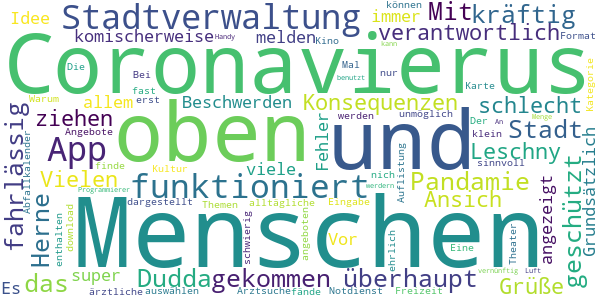 Idee Stadtverwaltung immer Mit kräftig können
komischerweise Handy melden Kino Mal verantwortlich Format
Coronavierus
Die Bei fast erst nur Karte kann benutzt
Warum allem Beschwerden Konsequenzen schlecht Kategorie
fahrlässig ziehen Angebote oben werden und unmöglich Der An klein Stadt
App Fehler Menge Leschny sinnvoll
Abfallkalender Vielen finde Kultur viele nich Auflistung Pandamie geschützt Grundsätzlich
Programmierer funktioniert werdern Ansich angezeigt
Herne download enthalten dargestellt Themen alltägliche Eingabe
Menschen
schwierig angeboten Vor ehrlich Eine Theater
Es das super Dudda gekommen überhaupt Grüße vernünftig Luft
ärztliche auswählen Arztsuche fände Notdienst Freizeit